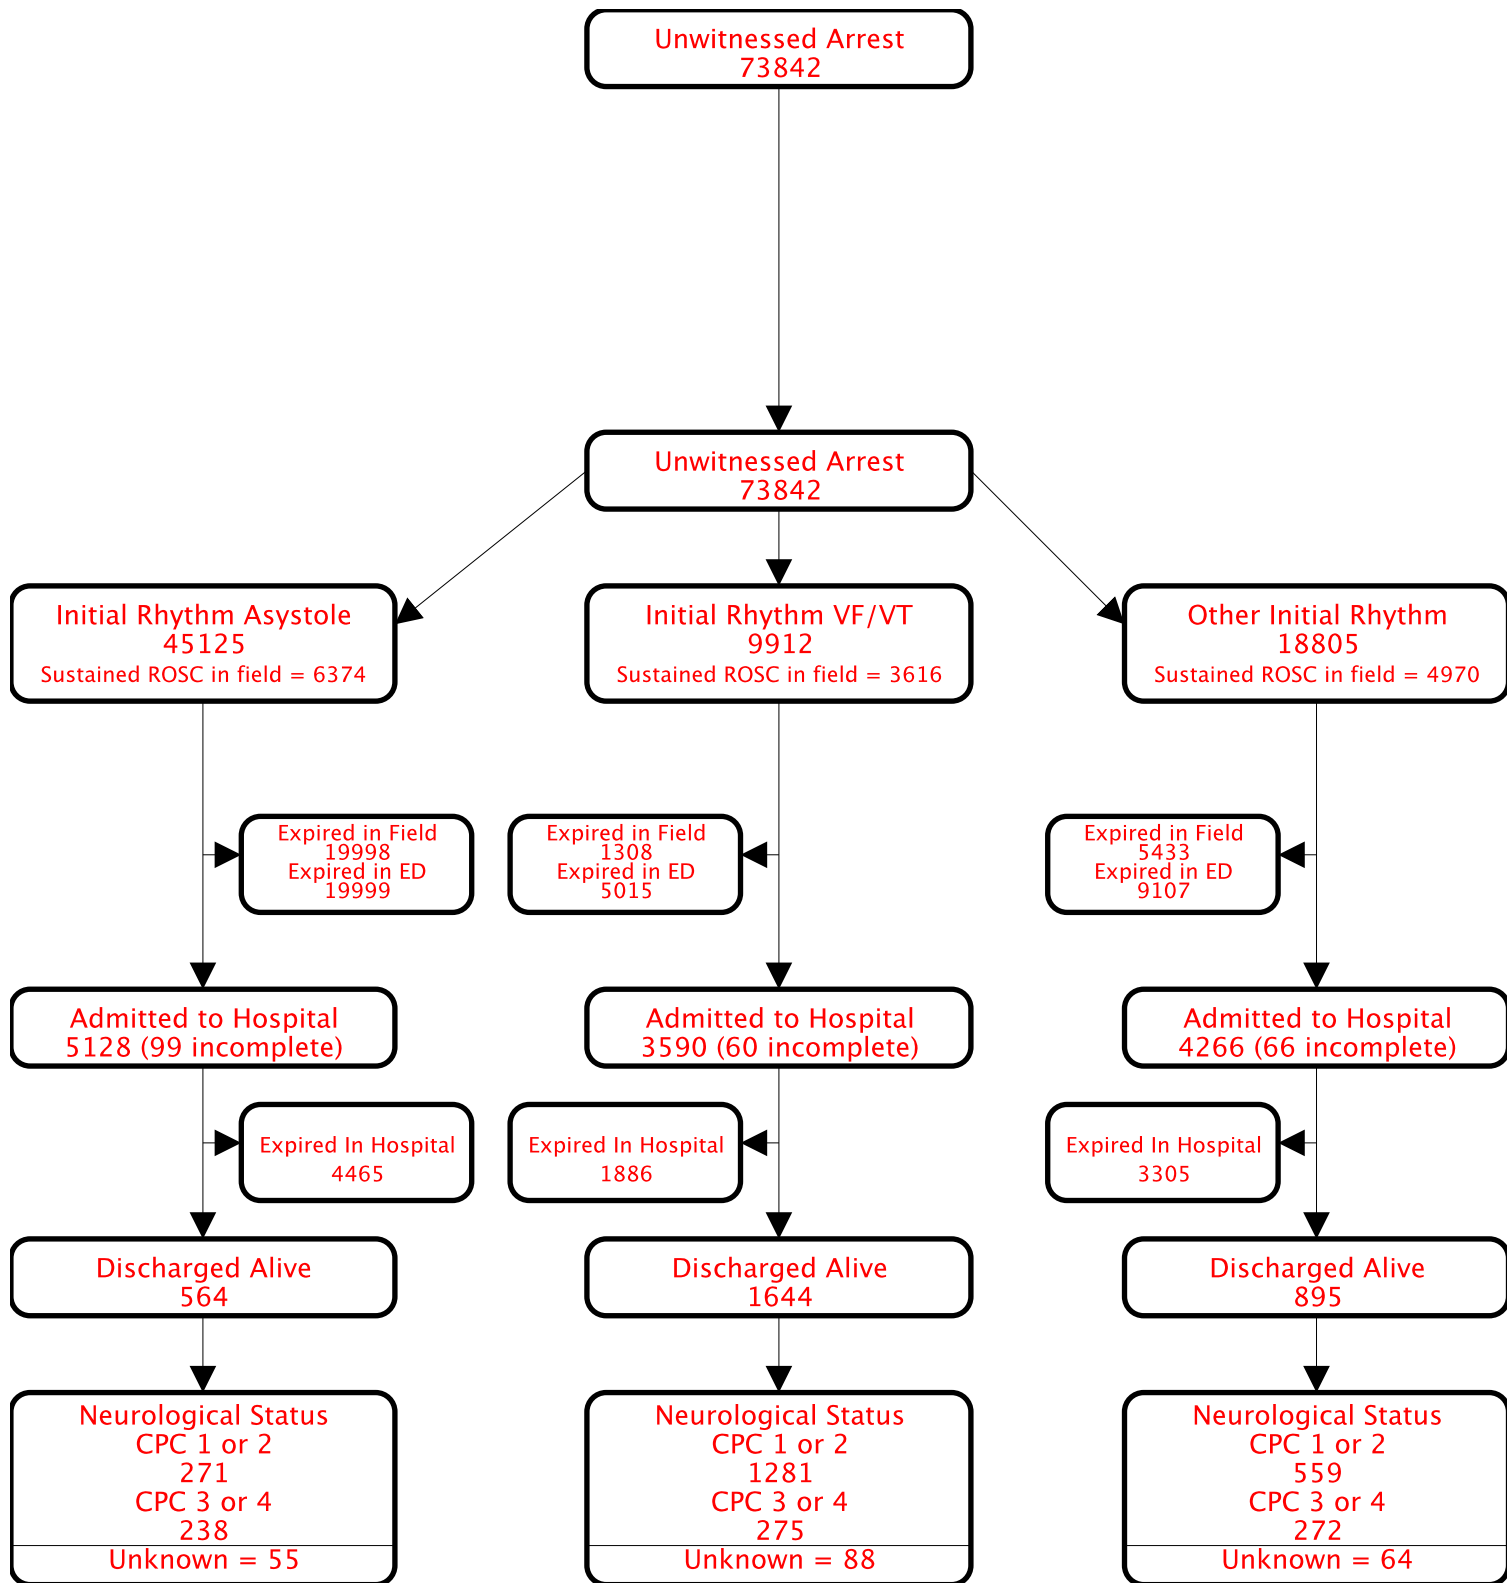 Unwitnessed Arrest
73842
Unwitnessed Arrest
73842
Initial Rhythm Asystole
45125
Sustained ROSC in field = 6374
Initial Rhythm VF/VT
9912
Sustained ROSC in field = 3616
Other Initial Rhythm
18805
Sustained ROSC in field = 4970
Expired in Field
19998
Expired in ED
19999
Expired in Field
1308
Expired in ED
5015
Expired in Field
5433
Expired in ED
9107
Admitted to Hospital
5128 (99 incomplete)
Admitted to Hospital
3590 (60 incomplete)
Admitted to Hospital
4266 (66 incomplete)
Expired In Hospital
4465
Expired In Hospital
1886
Expired In Hospital
3305
Discharged Alive
564
Discharged Alive
1644
Discharged Alive
895
Neurological Status
CPC 1 or 2
271
CPC 3 or 4
238
Unknown = 55
Neurological Status
CPC 1 or 2
1281
CPC 3 or 4
275
Unknown = 88
Neurological Status
CPC 1 or 2
559
CPC 3 or 4
272
Unknown = 64